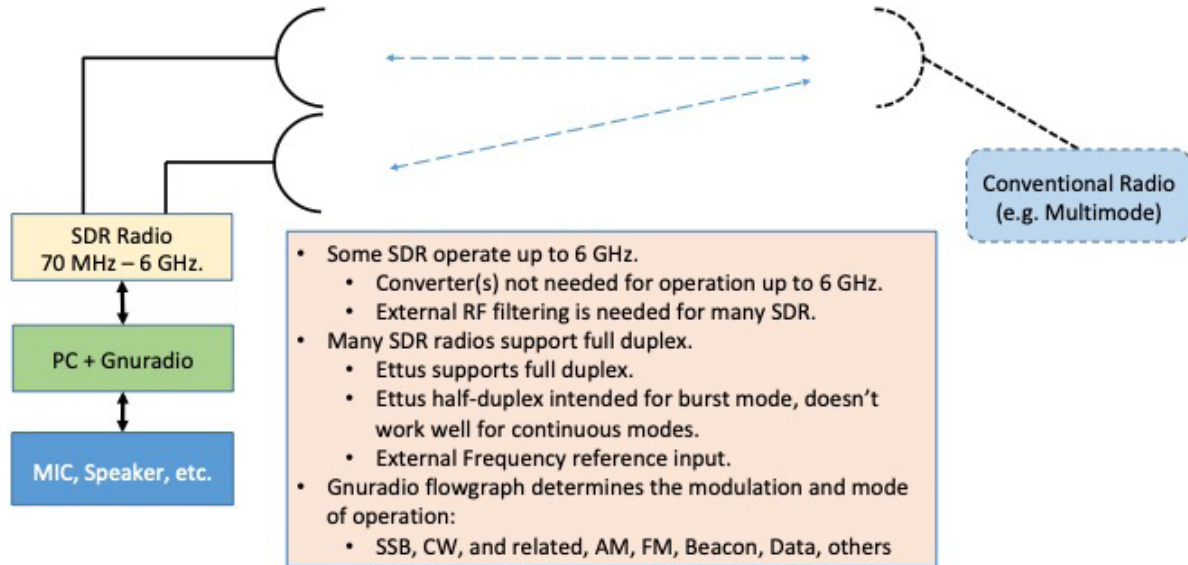 SDR Radio
70 MHz – 6 GHz.
PC + Gnuradio
MIC, Speaker, etc.
• Some SDR operate up to 6 GHz.
• Converter(s) not needed for operation up to 6 GHz.
• External RF filtering is needed for many SDR.
• Many SDR radios support full duplex.
• Ettus supports full duplex.
• Ettus half-duplex intended for burst mode, doesn’t
work well for continuous modes.
• External Frequency reference input.
• Gnuradio flowgraph determines the modulation and mode
of operation:
• SSB, CW, and related, AM, FM, Beacon, Data, others
Conventional Radio
(e.g. Multimode)